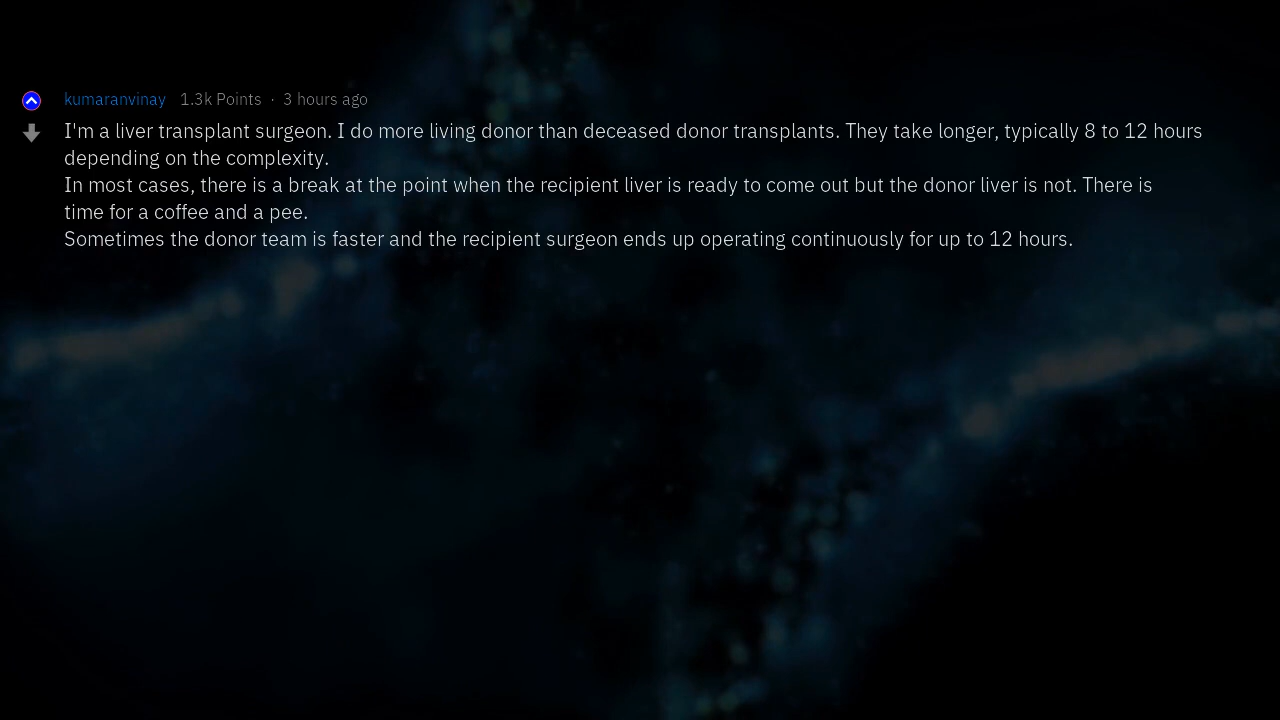 kumaranvinay 1.3k Points · 3 hours ago
I'm a liver transplant surgeon. I do more living donor than deceased donor transplants. They take longer, typically 8 to 12 hours
depending on the complexity.
In most cases, there is a break at the point when the recipient liver is ready to come out but the donor liver is not. There is
time for a coffee and a pee.
Sometimes the donor team is faster and the recipient surgeon ends up operating continuously for up to 12 hours.